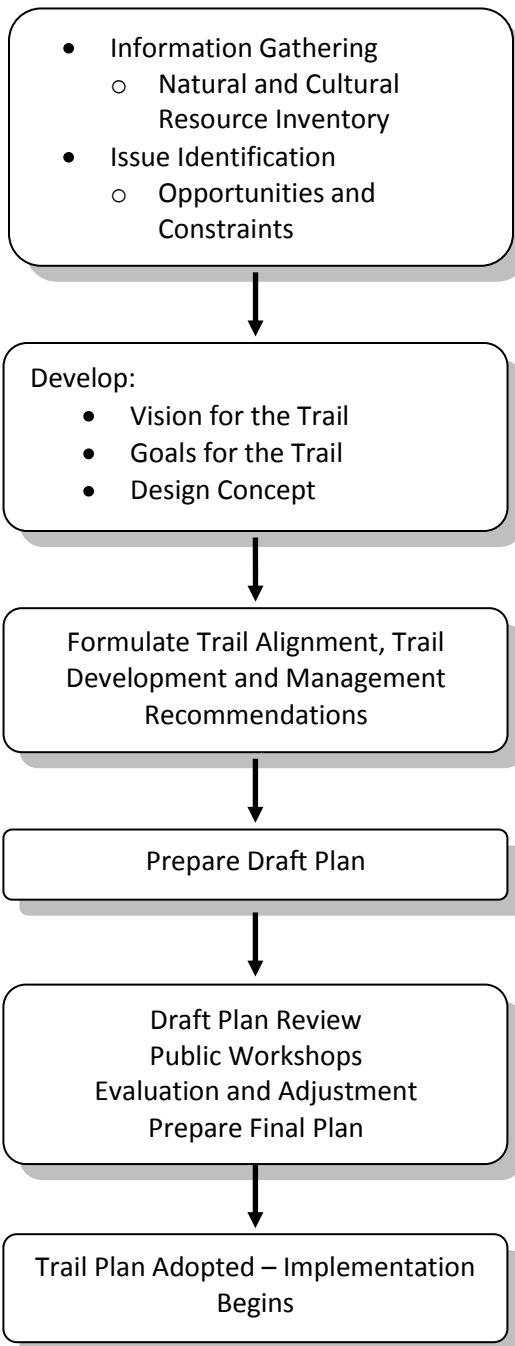 • Information Gathering
o Natural and Cultural
Resource Inventory
• Issue Identification
o Opportunities and
Constraints
Develop:
• Vision for the Trail
• Goals for the Trail
• Design Concept
Formulate Trail Alignment, Trail
Development and Management
Recommendations
Prepare Draft Plan
Draft Plan Review
Public Workshops
Evaluation and Adjustment
Prepare Final Plan
Trail Plan Adopted – Implementation
Begins